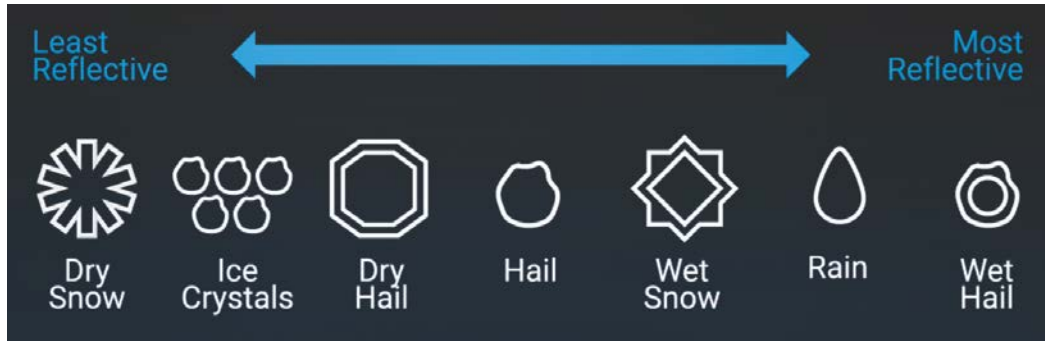 Least
Reflective
Most
Reflective
Dry
Snow
Ice
Crystals
Dry
Hail
Hail
Wet
Snow
Rain
Wet
Hail